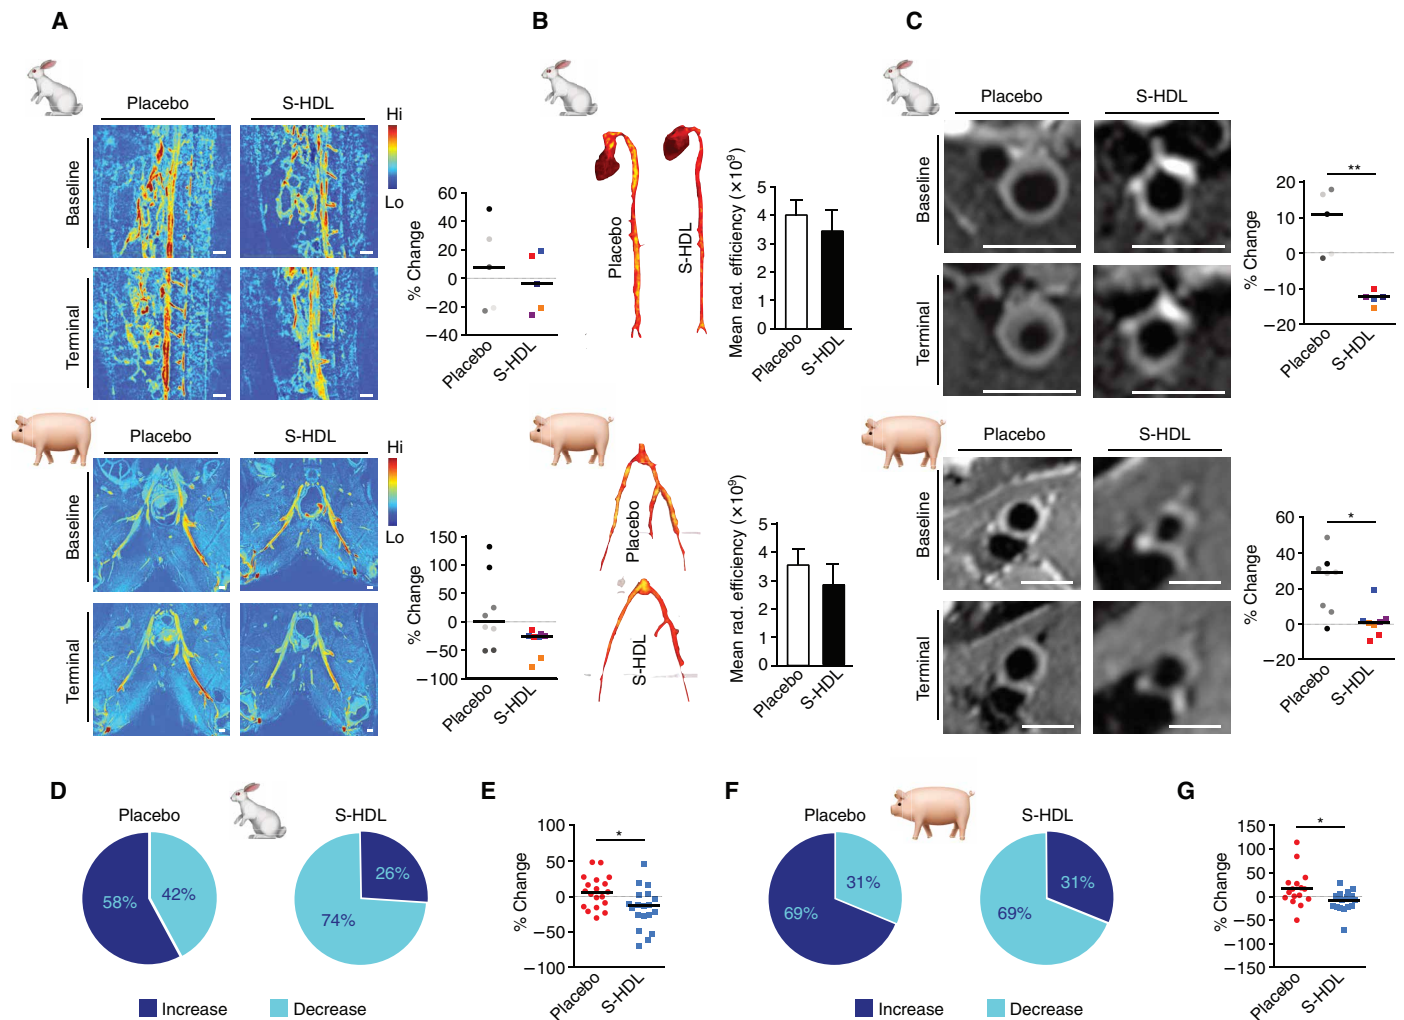 A
B
C
Placebo
S-HDL
Hi
Lo
Baseline
Terminal
% Change
60
40
20
0
−20
−40
Placebo
S-HDL
Placebo
S-HDL
Mean rad. efficiency (×10⁹)
5
4
3
2
1
0
Placebo
S-HDL
Placebo
S-HDL
Baseline
Terminal
% Change
**
20
10
0
−10
−20
Placebo
S-HDL
Placebo
S-HDL
Hi
Lo
Baseline
Terminal
% Change
150
100
50
0
−50
−100
Placebo
S-HDL
Placebo
S-HDL
Mean rad. efficiency (×10⁹)
5
4
3
2
1
0
Placebo
S-HDL
Placebo
S-HDL
Baseline
Terminal
% Change
*
60
40
20
0
−20
Placebo
S-HDL
D
Placebo
S-HDL
58%
42%
26%
74%
Increase
Decrease
E
% Change
*
100
50
0
−50
−100
Placebo
S-HDL
F
Placebo
S-HDL
31%
69%
31%
69%
Increase
Decrease
G
% Change
*
150
100
50
0
−50
−100
−150
Placebo
S-HDL